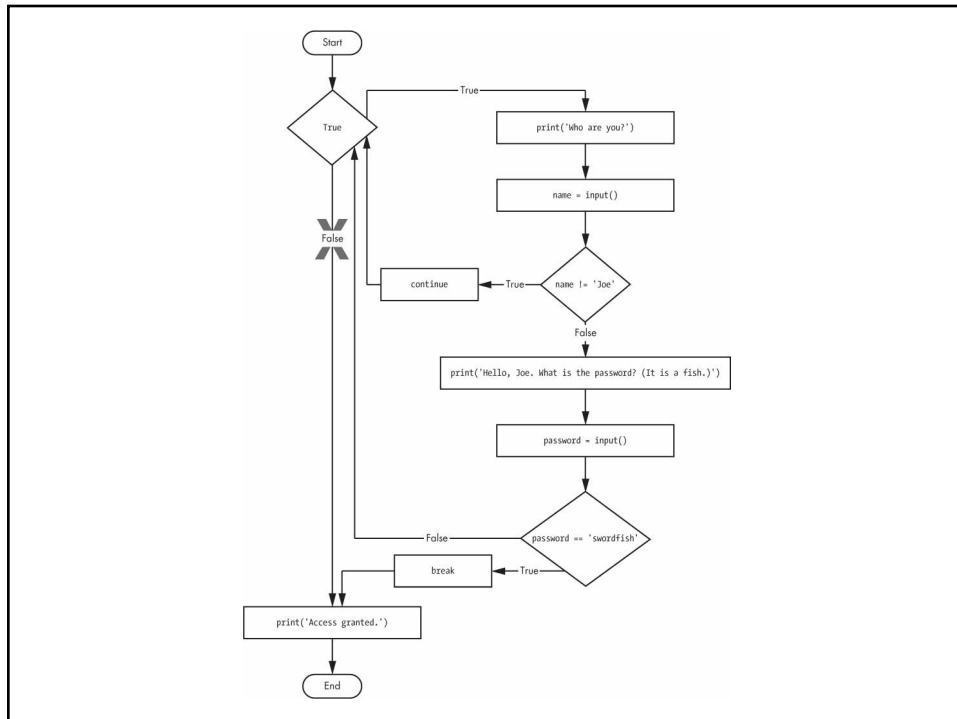 Start
True
True
print('Who are you?')
name = input()
False
continue
True
name != 'Joe'
False
print('Hello, Joe. What is the password? (It is a fish.)')
password = input()
False
password == 'swordfish'
break
True
print('Access granted.')
End